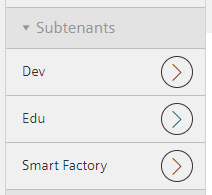 Subtenants
Dev
Edu
Smart Factory